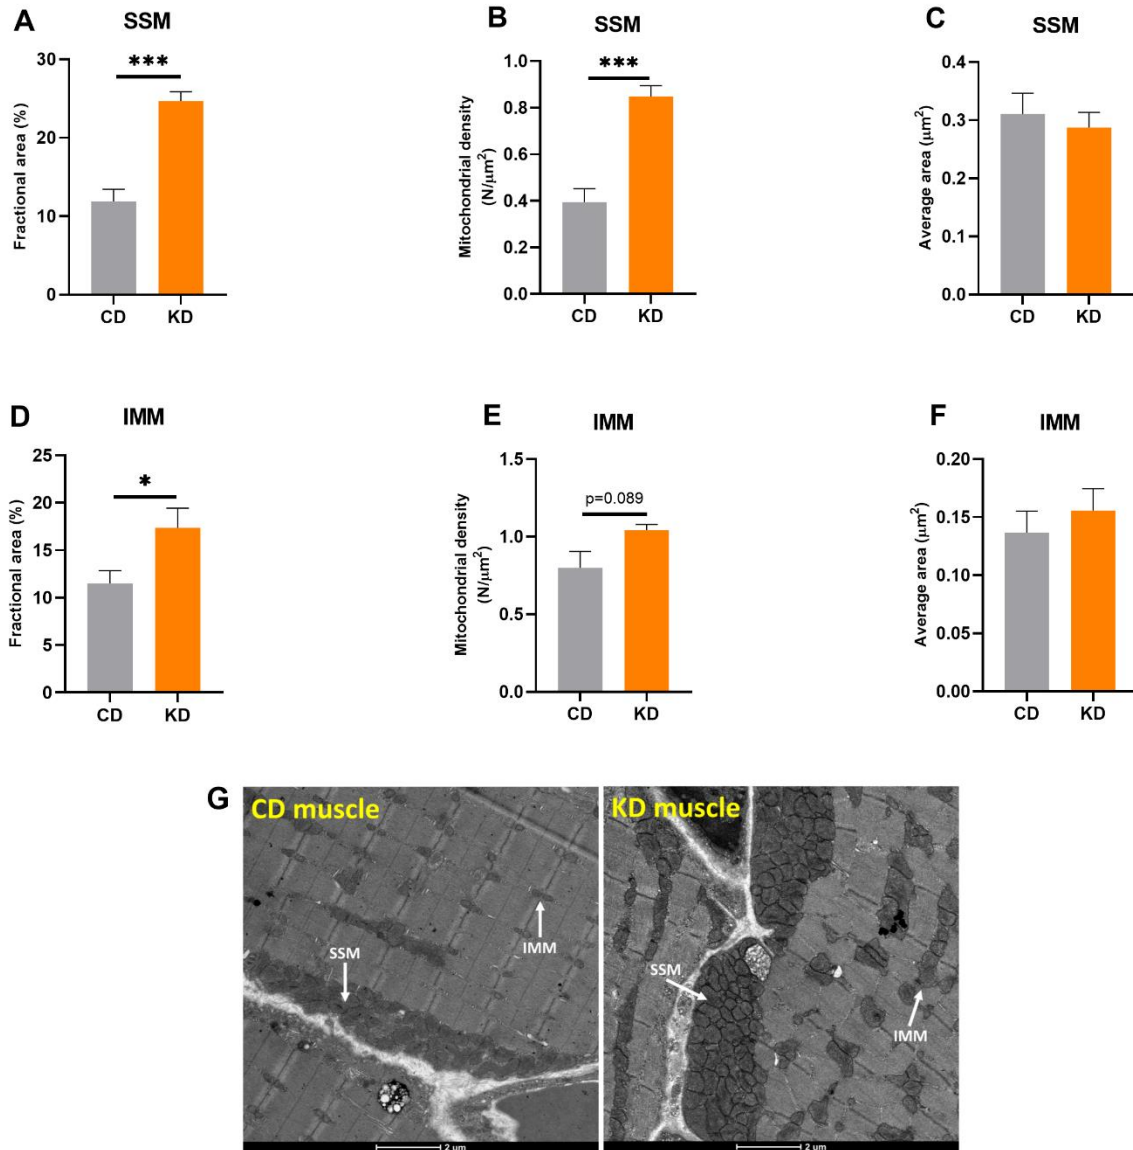 A
SSM
***
Fractional area (%)
30
20
10
0
CD KD
B
SSM
***
Mitochondrial density
(N/μm²)
1.0
0.8
0.6
0.4
0.2
0.0
CD KD
C
SSM
Average area (μm²)
0.4
0.3
0.2
0.1
0.0
CD KD
D
IMM
*
Fractional area (%)
25
20
15
10
5
0
CD KD
E
IMM
p=0.089
Mitochondrial density
(N/μm²)
1.5
1.0
0.5
0.0
CD KD
F
IMM
Average area (μm²)
0.20
0.15
0.10
0.05
0.00
CD KD
G
CD muscle
SSM
IMM
2 um
KD muscle
SSM
IMM
2 um